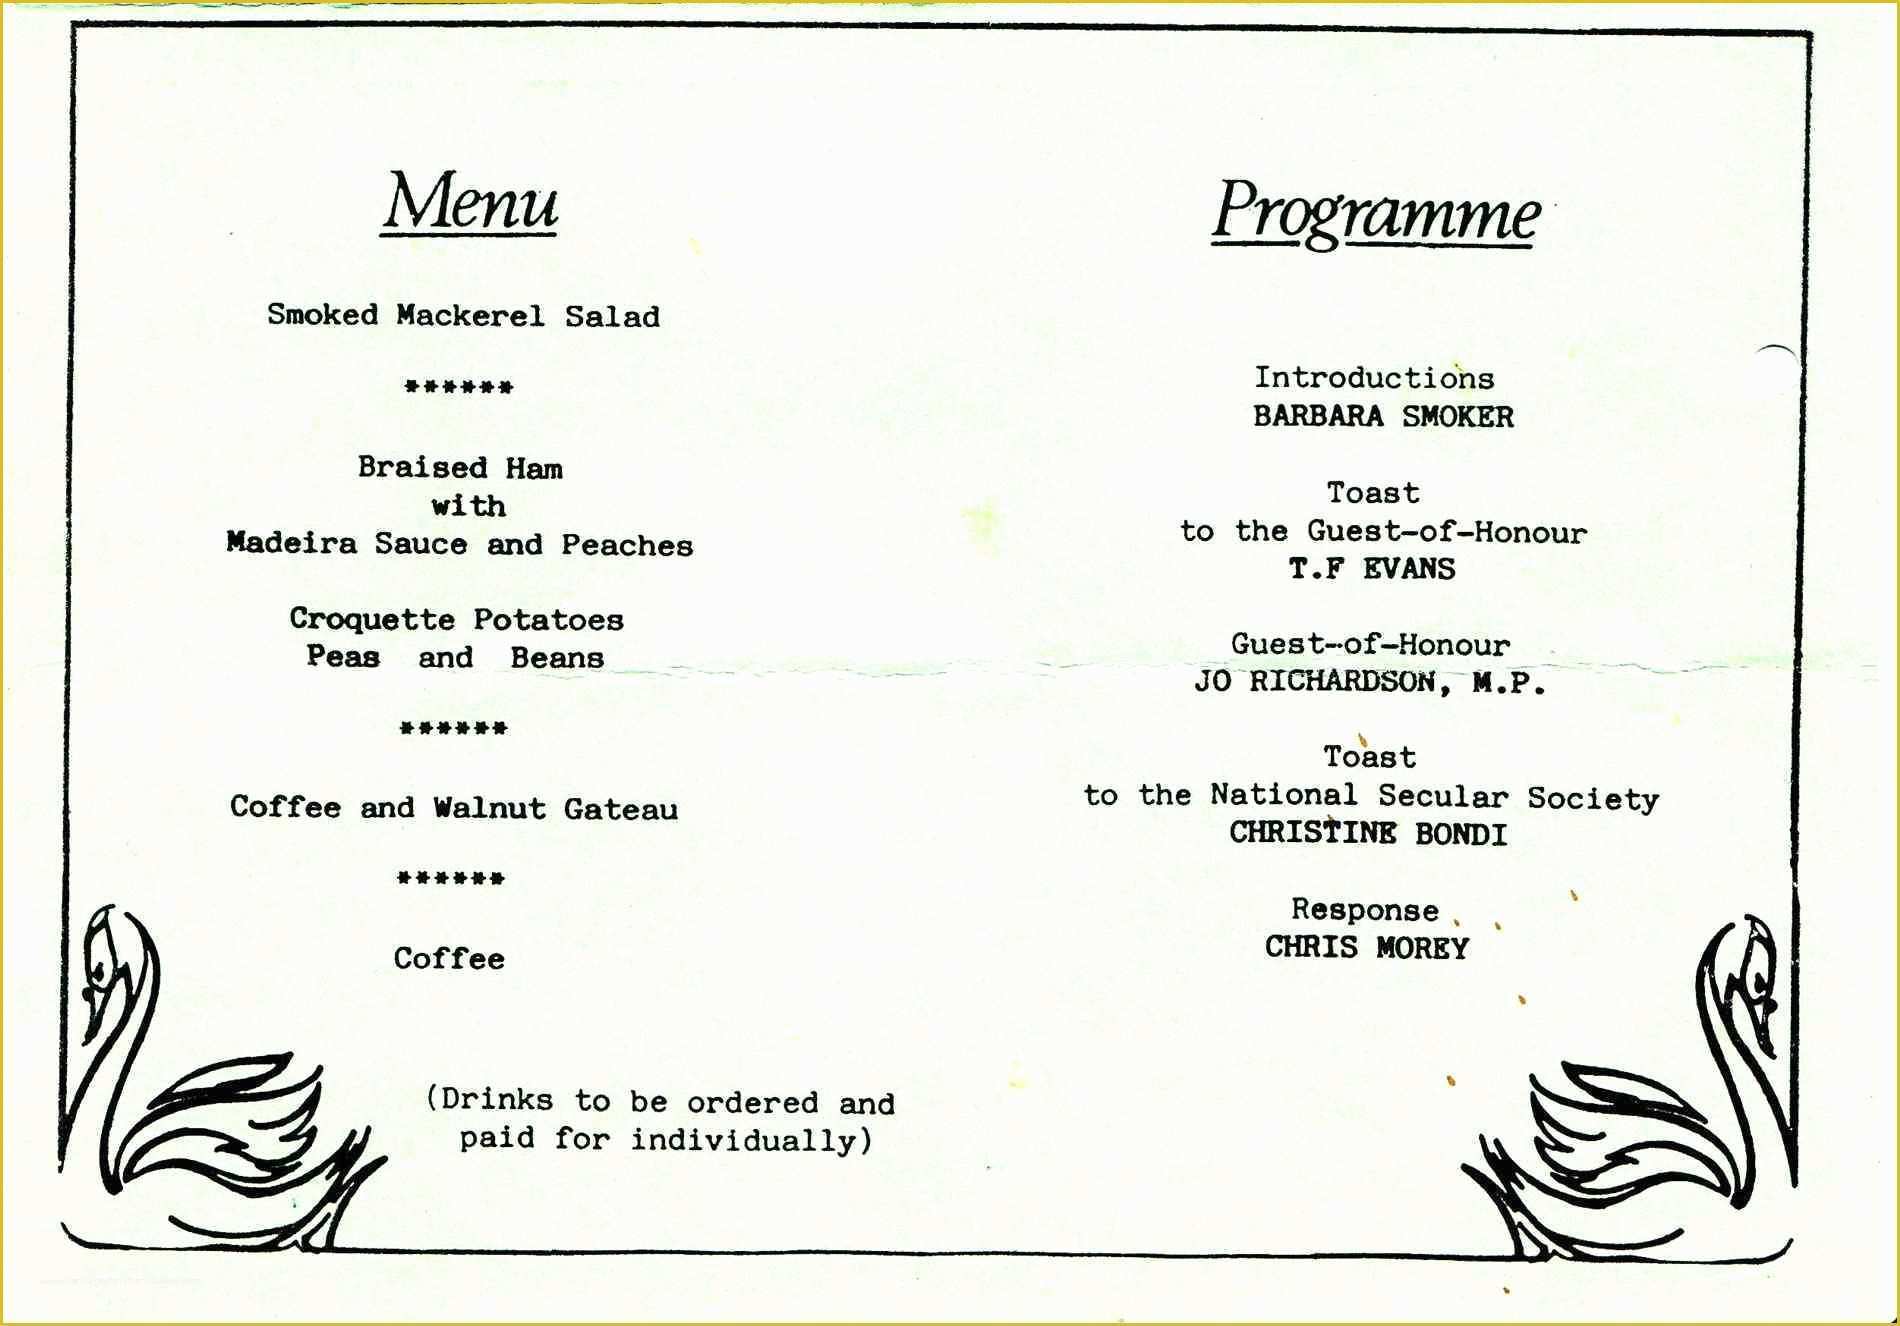 Menu
Smoked Mackerel Salad
******
Braised Ham
with
Madeira Sauce and Peaches
Croquette Potatoes
Peas and Beans
******
Coffee and Walnut Gateau
******
Coffee
(Drinks to be ordered and
paid for individually)
Programme
Introductions
BARBARA SMOKER
Toast
to the Guest-of-Honour
T.F EVANS
Guest-of-Honour
JO RICHARDSON, M.P.
Toast
to the National Secular Society
CHRISTINE BONDI
Response
CHRIS MOREY